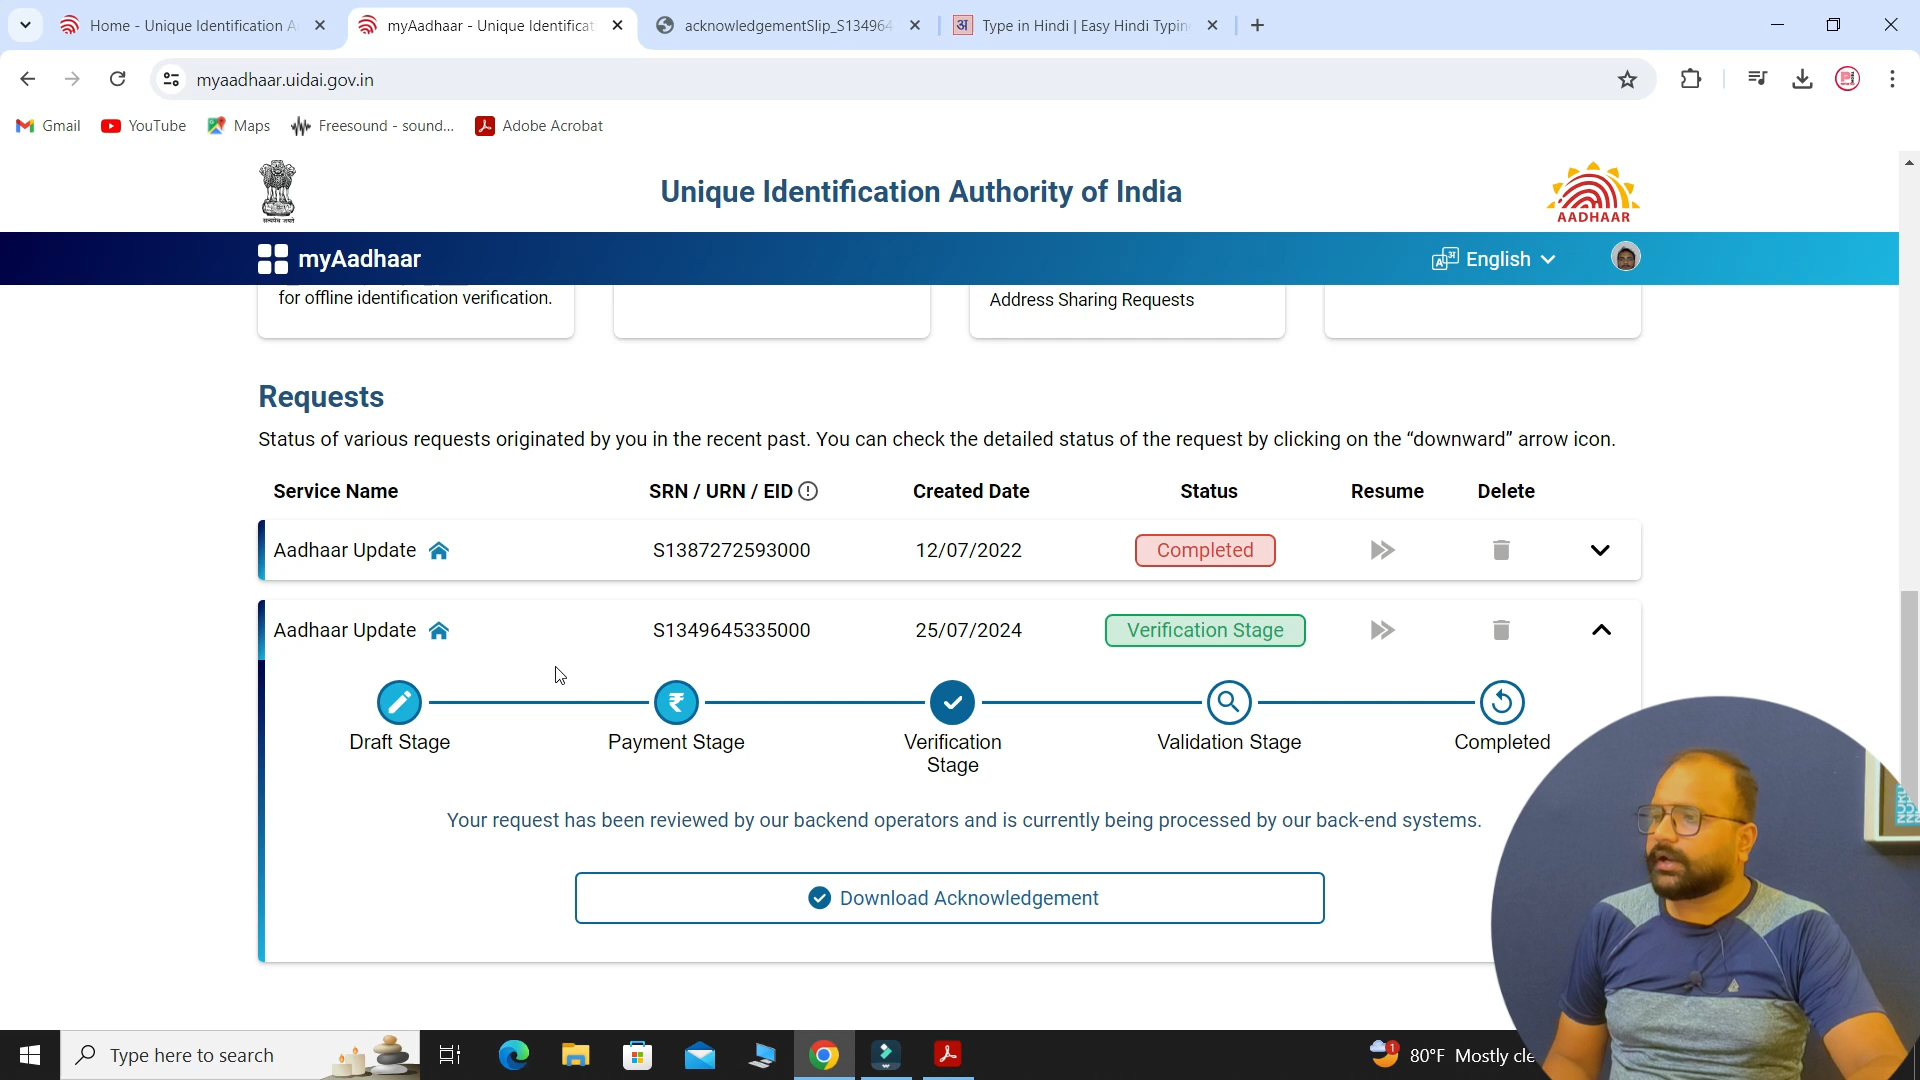 Home - Unique Identification A
myAadhaar - Unique Identificat
acknowledgementSlip_S134964
अ
Type in Hindi | Easy Hindi Typin
myaadhaar.uidai.gov.in
Gmail
YouTube
Maps
Freesound - sound...
Adobe Acrobat
सत्यमेव जयते
Unique Identification Authority of India
AADHAAR
myAadhaar
English
for offline identification verification.
Address Sharing Requests
Requests
Status of various requests originated by you in the recent past. You can check the detailed status of the request by clicking on the “downward” arrow icon.
Service Name SRN / URN / EID Created Date Status Resume Delete
Aadhaar Update S1387272593000 12/07/2022 Completed
Aadhaar Update S1349645335000 25/07/2024 Verification Stage
Draft Stage
Payment Stage
Verification
Stage
Validation Stage
Completed
Your request has been reviewed by our backend operators and is currently being processed by our back-end systems.
Download Acknowledgement
Type here to search
1
80°F Mostly cle